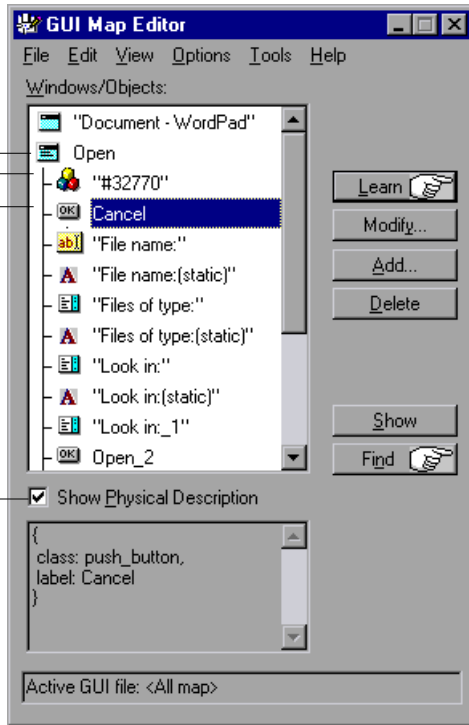 GUI Map Editor
File Edit View Options Tools Help
Windows/Objects:
"Document - WordPad"
Open
"#32770"
OK Cancel
ab "File name:"
A "File name:(static)"
"Files of type:"
A "Files of type:(static)"
"Look in:"
A "Look in:(static)"
"Look in:_1"
OK Open_2
Learn
Modify...
Add...
Delete
Show
Find
Show Physical Description
{
class: push_button,
label: Cancel
}
Active GUI file: <All map>